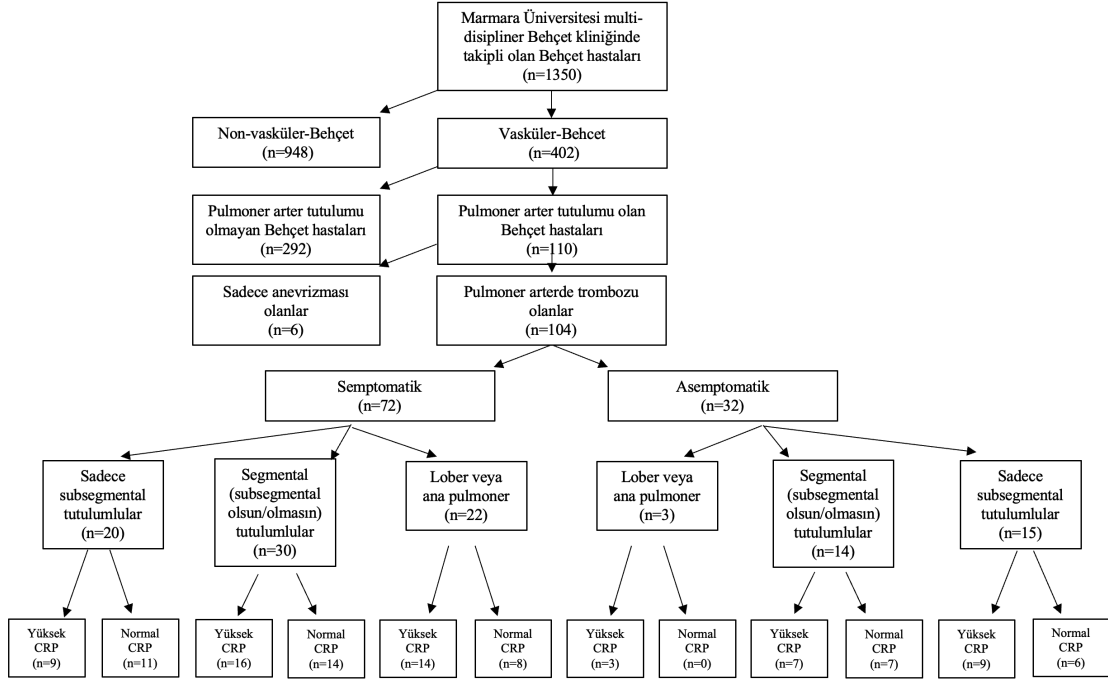 Marmara Üniversitesi multi-
disipliner Behçet kliniğinde
takipli olan Behçet hastaları
(n=1350)
Non-vasküler-Behçet
(n=948)
Vasküler-Behcet
(n=402)
Pulmoner arter tutulumu
olmayan Behçet hastaları
(n=292)
Pulmoner arter tutulumu olan
Behçet hastaları
(n=110)
Sadece anevrizması
olanlar
(n=6)
Pulmoner arterde trombozu
olanlar
(n=104)
Semptomatik
(n=72)
Asemptomatik
(n=32)
Sadece
subsegmental
tutulumlular
(n=20)
Segmental
(subsegmental
olsun/olmasın)
tutulumlular
(n=30)
Lober veya
ana pulmoner
(n=22)
Lober veya
ana pulmoner
(n=3)
Segmental
(subsegmental
olsun/olmasın)
tutulumlular
(n=14)
Sadece
subsegmental
tutulumlular
(n=15)
Yüksek
CRP
(n=9)
Normal
CRP
(n=11)
Yüksek
CRP
(n=16)
Normal
CRP
(n=14)
Yüksek
CRP
(n=14)
Normal
CRP
(n=8)
Yüksek
CRP
(n=3)
Normal
CRP
(n=0)
Yüksek
CRP
(n=7)
Normal
CRP
(n=7)
Yüksek
CRP
(n=9)
Normal
CRP
(n=6)